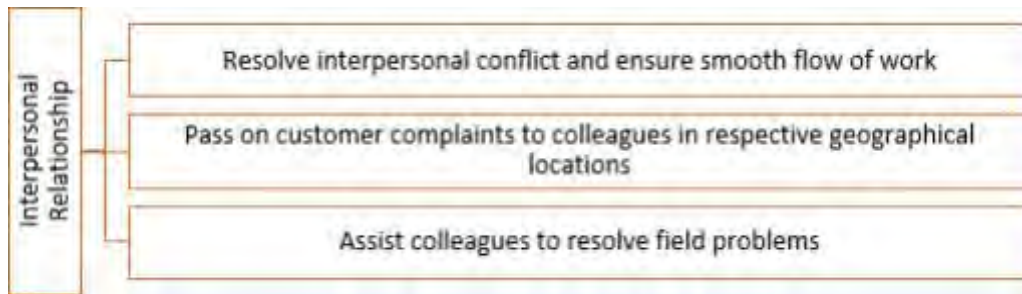 Interpersonal
Relationship
Resolve interpersonal conflict and ensure smooth flow of work
Pass on customer complaints to colleagues in respective geographical
locations
Assist colleagues to resolve field problems